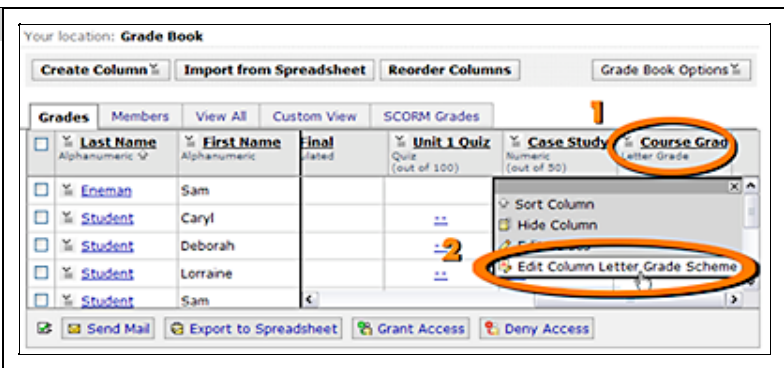 Your location: Grade Book
Create Column Import from Spreadsheet Reorder Columns Grade Book Options
Grades Members View All Custom View SCORM Grades
1
Last Name First Name Final Unit 1 Quiz Case Study Course Grad
Alphanumeric Alphanumeric ulated Quiz Numeric Letter Grade
(out of 100) (out of 50)
Eneman Sam
Sort Column
Student Caryl --
Hide Column
Student Deborah
2
Student Lorraine -- Edit Column Letter Grade Scheme
Student Sam
Send Mail Export to Spreadsheet Grant Access Deny Access